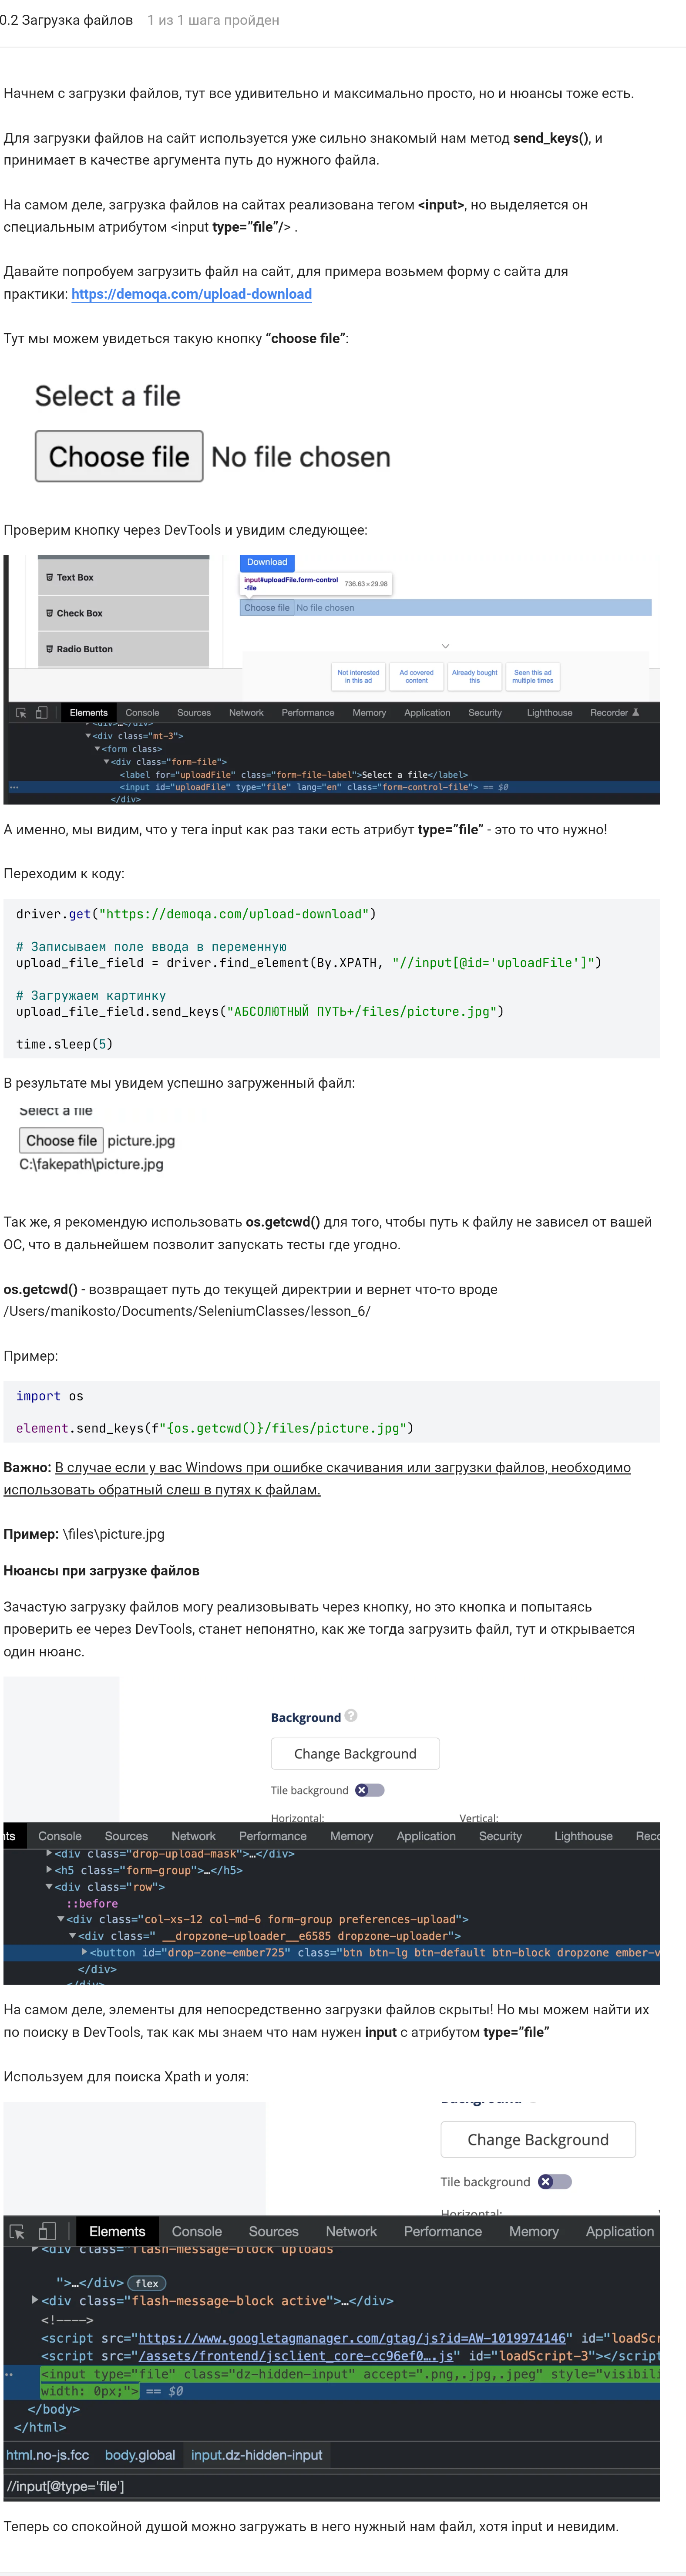 0.2 Загрузка файлов 1 из 1 шага пройден
Начнем с загрузки файлов, тут все удивительно и максимально просто, но и нюансы тоже есть.
Для загрузки файлов на сайт используется уже сильно знакомый нам метод send_keys(), и
принимает в качестве аргумента путь до нужного файла.
На самом деле, загрузка файлов на сайтах реализована тегом <input>, но выделяется он
специальным атрибутом <input type=”file”/> .
Давайте попробуем загрузить файл на сайт, для примера возьмем форму с сайта для
практики: https://demoqa.com/upload-download
Тут мы можем увидеться такую кнопку “choose file”:
Select a file
Choose file No file chosen
Проверим кнопку через DevTools и увидим следующее:
Download
Text Box
input#uploadFile.form-control
-file 736.63 × 29.98
Choose file No file chosen
Check Box
Radio Button
Not interested
in this ad
Ad covered
content
Already bought
this
Seen this ad
multiple times
Elements Console Sources Network Performance Memory Application Security Lighthouse Recorder
<div>…</div>
<div class="mt-3">
<form class>
<div class="form-file">
<label for="uploadFile" class="form-file-label">Select a file</label>
<input id="uploadFile" type="file" lang="en" class="form-control-file"> == $0
</div>
А именно, мы видим, что у тега input как раз таки есть атрибут type=”file” - это то что нужно!
Переходим к коду:
driver.get("https://demoqa.com/upload-download")
# Записываем поле ввода в переменную
upload_file_field = driver.find_element(By.XPATH, "//input[@id='uploadFile']")
# Загружаем картинку
upload_file_field.send_keys("АБСОЛЮТНЫЙ ПУТЬ+/files/picture.jpg")
time.sleep(5)
В результате мы увидем успешно загруженный файл:
Select a file
Choose file picture.jpg
C:\fakepath\picture.jpg
Так же, я рекомендую использовать os.getcwd() для того, чтобы путь к файлу не зависел от вашей
ОС, что в дальнейшем позволит запускать тесты где угодно.
os.getcwd() - возвращает путь до текущей директрии и вернет что-то вроде
/Users/manikosto/Documents/SeleniumClasses/lesson_6/
Пример:
import os
element.send_keys(f"{os.getcwd()}/files/picture.jpg")
Важно: В случае если у вас Windows при ошибке скачивания или загрузки файлов, необходимо
использовать обратный слеш в путях к файлам.
Пример: \files\picture.jpg
Нюансы при загрузке файлов
Зачастую загрузку файлов могу реализовывать через кнопку, но это кнопка и попытаясь
проверить ее через DevTools, станет непонятно, как же тогда загрузить файл, тут и открывается
один нюанс.
Background ?
Change Background
Tile background
Horizontal: Vertical:
nts Console Sources Network Performance Memory Application Security Lighthouse Reco
<div class="drop-upload-mask">…</div>
<h5 class="form-group">…</h5>
<div class="row">
::before
<div class="col-xs-12 col-md-6 form-group preferences-upload">
<div class=" __dropzone-uploader__e6585 dropzone-uploader">
<button id="drop-zone-ember725" class="btn btn-lg btn-default btn-block dropzone ember-v
</div>
</div>
На самом деле, элементы для непосредственно загрузки файлов скрыты! Но мы можем найти их
по поиску в DevTools, так как мы знаем что нам нужен input с атрибутом type=”file”
Используем для поиска Xpath и уоля:
Change Background
Tile background
Horizontal:
Elements Console Sources Network Performance Memory Application
<div class="flash-message-block uploads
">…</div> flex
<div class="flash-message-block active">…</div>
<!---->
<script src="https://www.googletagmanager.com/gtag/js?id=AW-1019974146" id="loadScr
<script src="/assets/frontend/jsclient_core-cc96ef0….js" id="loadScript-3"></script
<input type="file" class="dz-hidden-input" accept=".png,.jpg,.jpeg" style="visibili
width: 0px;"> == $0
</body>
</html>
html.no-js.fcc body.global input.dz-hidden-input
//input[@type='file']
Теперь со спокойной душой можно загружать в него нужный нам файл, хотя input и невидим.